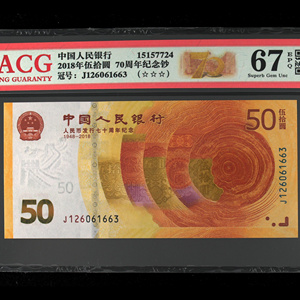 ACG
NG GUARANTY
中国人民银行 15157724
2018年伍拾圆 70周年纪念钞
冠号: J126061663 (☆☆☆)
67 EPQ
Superb Gem Unc
中国人民银行
人民币发行七十周年纪念
1948-2018
50 伍拾圆
50
50 J126061663